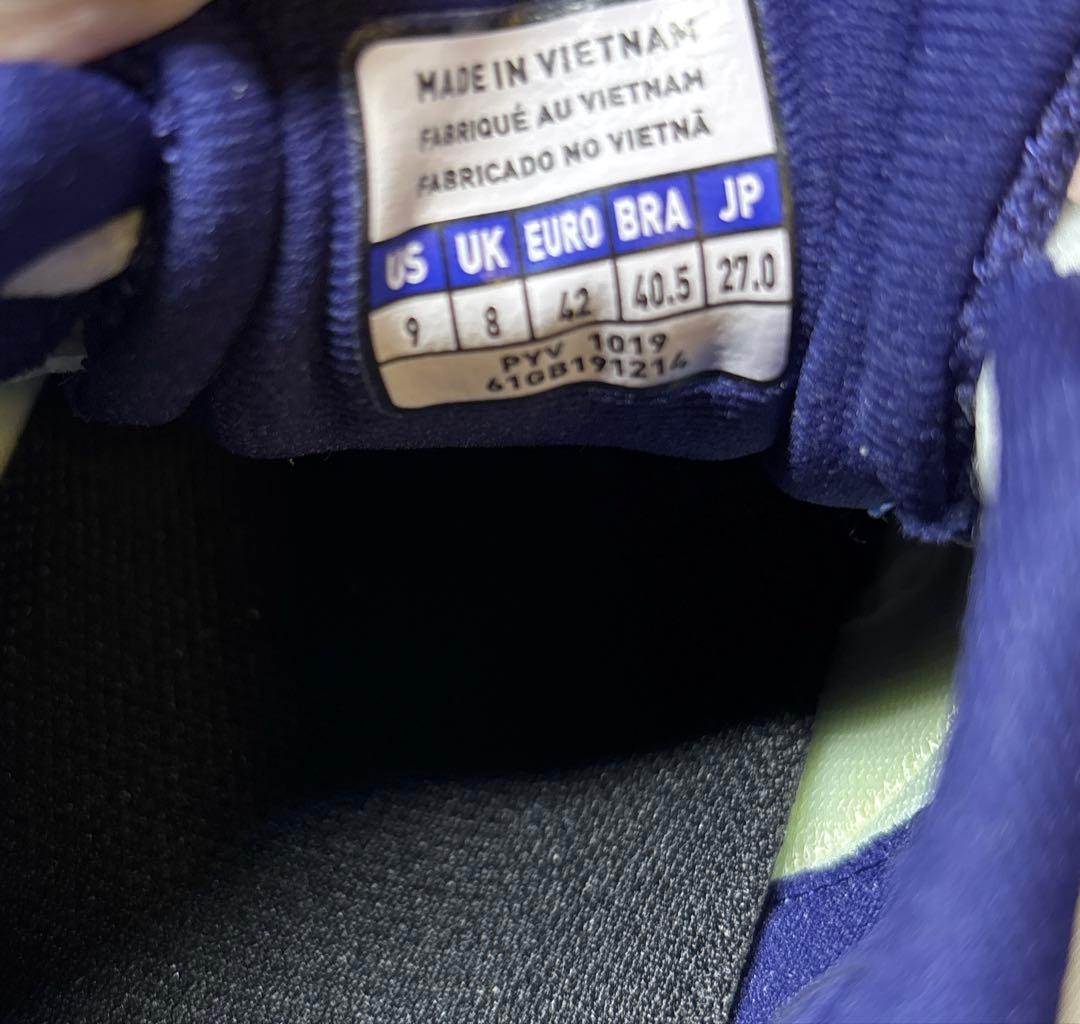 MADE IN VIETNAM
FABRIQUÉ AU VIETNAM
FABRICADO NO VIETNÃ
US UK EURO BRA JP
9 8 42 40.5 27.0
PYV 1019
61GB191214